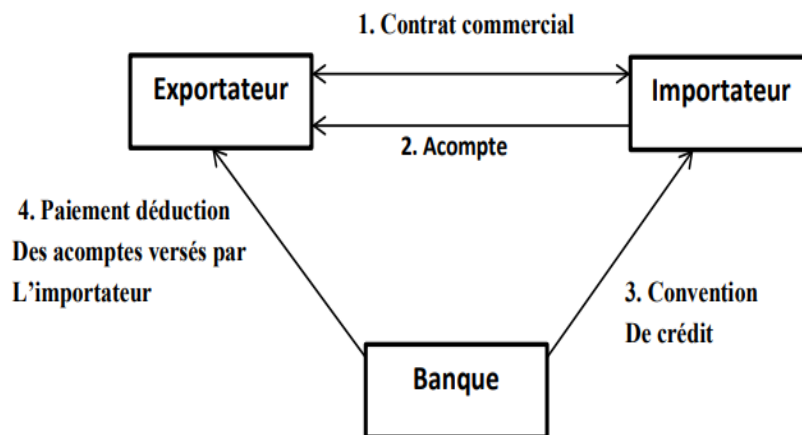 1. Contrat commercial
Exportateur
Importateur
2. Acompte
4. Paiement déduction
Des acomptes versés par
L’importateur
3. Convention
De crédit
Banque